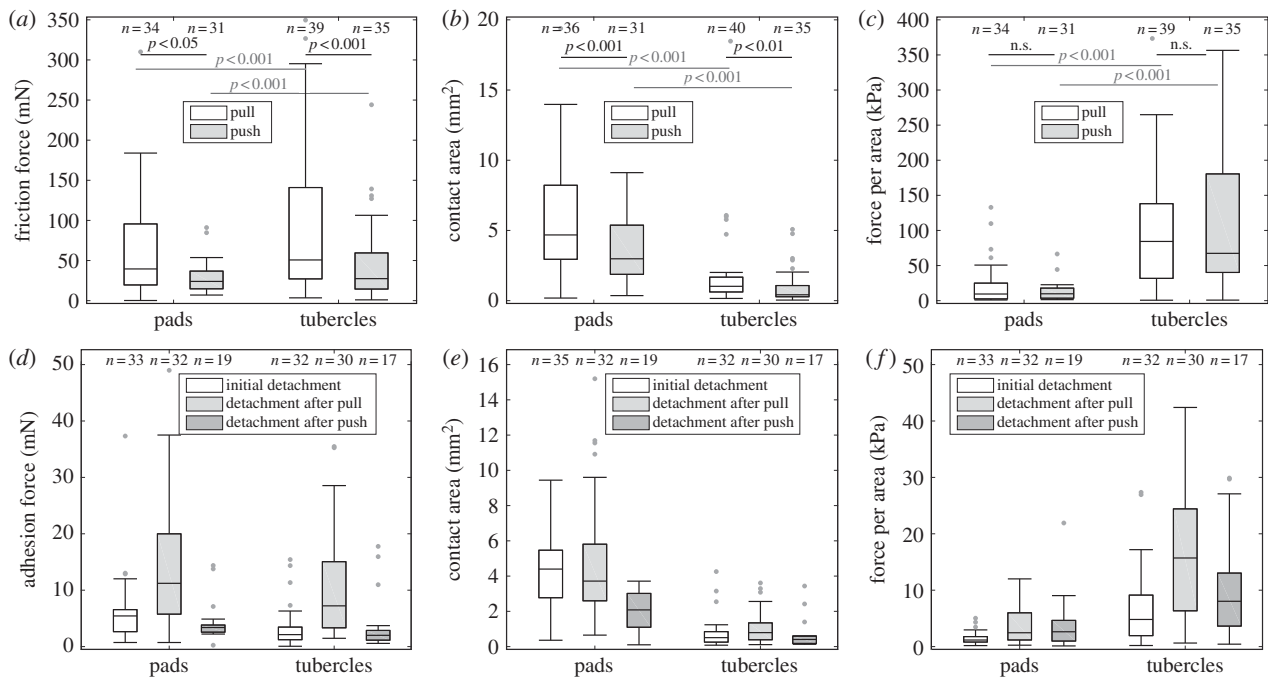 (a)
n=34 n=31 n=39 n=35
p<0.05 p<0.001
p<0.001
p<0.001
pull
push
350
300
250
200
150
100
50
0
friction force (mN)
pads tubercles
(b)
n=36 n=31 n=40 n=35
p<0.001 p<0.01
p<0.001
p<0.001
pull
push
20
15
10
5
0
contact area (mm2)
pads tubercles
(c)
n=34 n=31 n=39 n=35
n.s. n.s.
p<0.001
p<0.001
pull
push
400
350
300
250
200
150
100
50
0
force per area (kPa)
pads tubercles
(d)
n=33 n=32 n=19 n=32 n=30 n=17
initial detachment
detachment after pull
detachment after push
50
40
30
20
10
0
adhesion force (mN)
pads tubercles
(e)
n=35 n=32 n=19 n=32 n=30 n=17
initial detachment
detachment after pull
detachment after push
16
14
12
10
8
6
4
2
0
contact area (mm2)
pads tubercles
(f)
n=33 n=32 n=19 n=32 n=30 n=17
initial detachment
detachment after pull
detachment after push
50
40
30
20
10
0
force per area (kPa)
pads tubercles